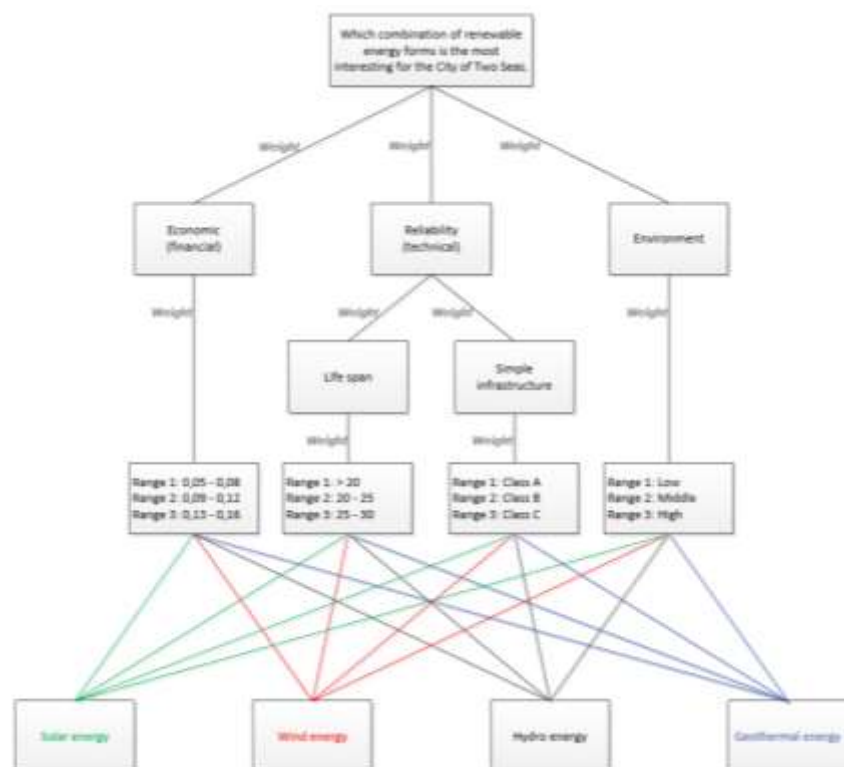 Which combination of renewable
energy forms is the most
interesting for the City of Two Seas.
Weight
Weight
Weight
Economic
(financial)
Reliability
(technical)
Environment
Weight
Weight
Weight
Weight
Life span
Simple
infrastructure
Weight
Weight
Range 1: 0,05 - 0,08
Range 2: 0,09 - 0,12
Range 3: 0,13 - 0,16
Range 1: > 20
Range 2: 20 - 25
Range 3: 25 - 30
Range 1: Class A
Range 2: Class B
Range 3: Class C
Range 1: Low
Range 2: Middle
Range 3: High
Solar energy
Wind energy
Hydro energy
Geothermal energy